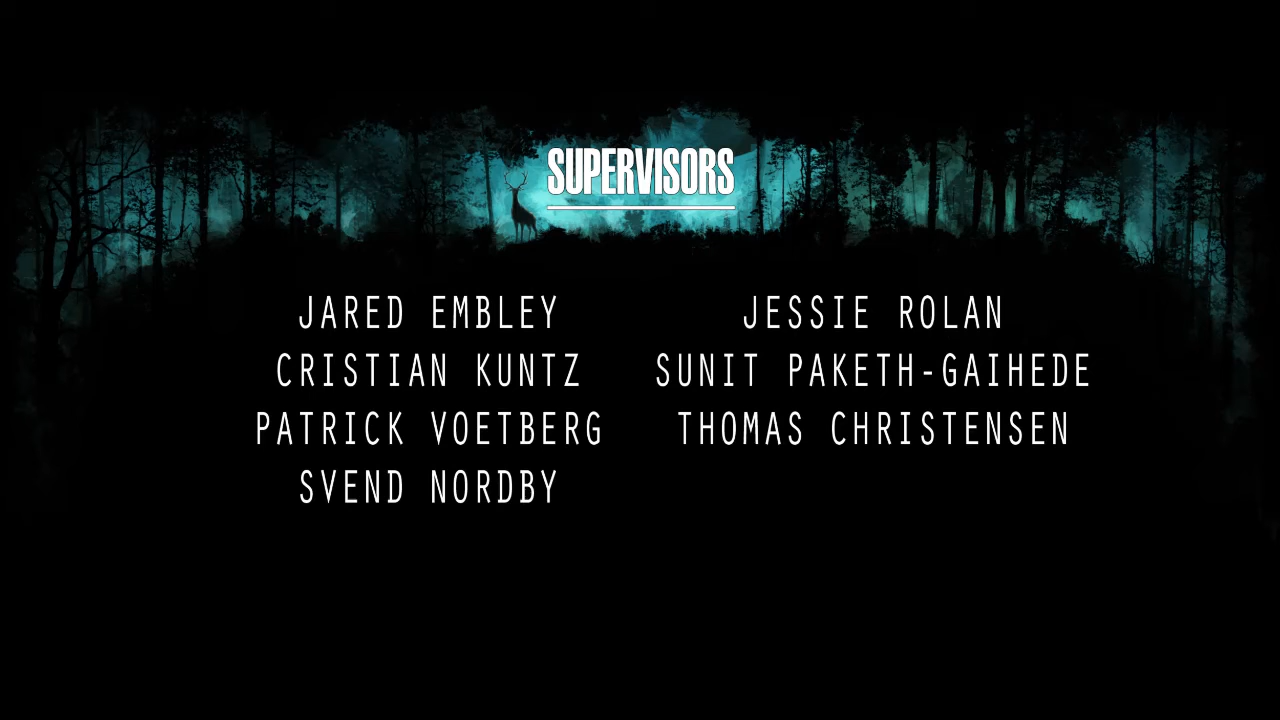 SUPERVISORS
JARED EMBLEY
CRISTIAN KUNTZ
PATRICK VOETBERG
SVEND NORDBY
JESSIE ROLAN
SUNIT PAKETH-GAIHEDE
THOMAS CHRISTENSEN